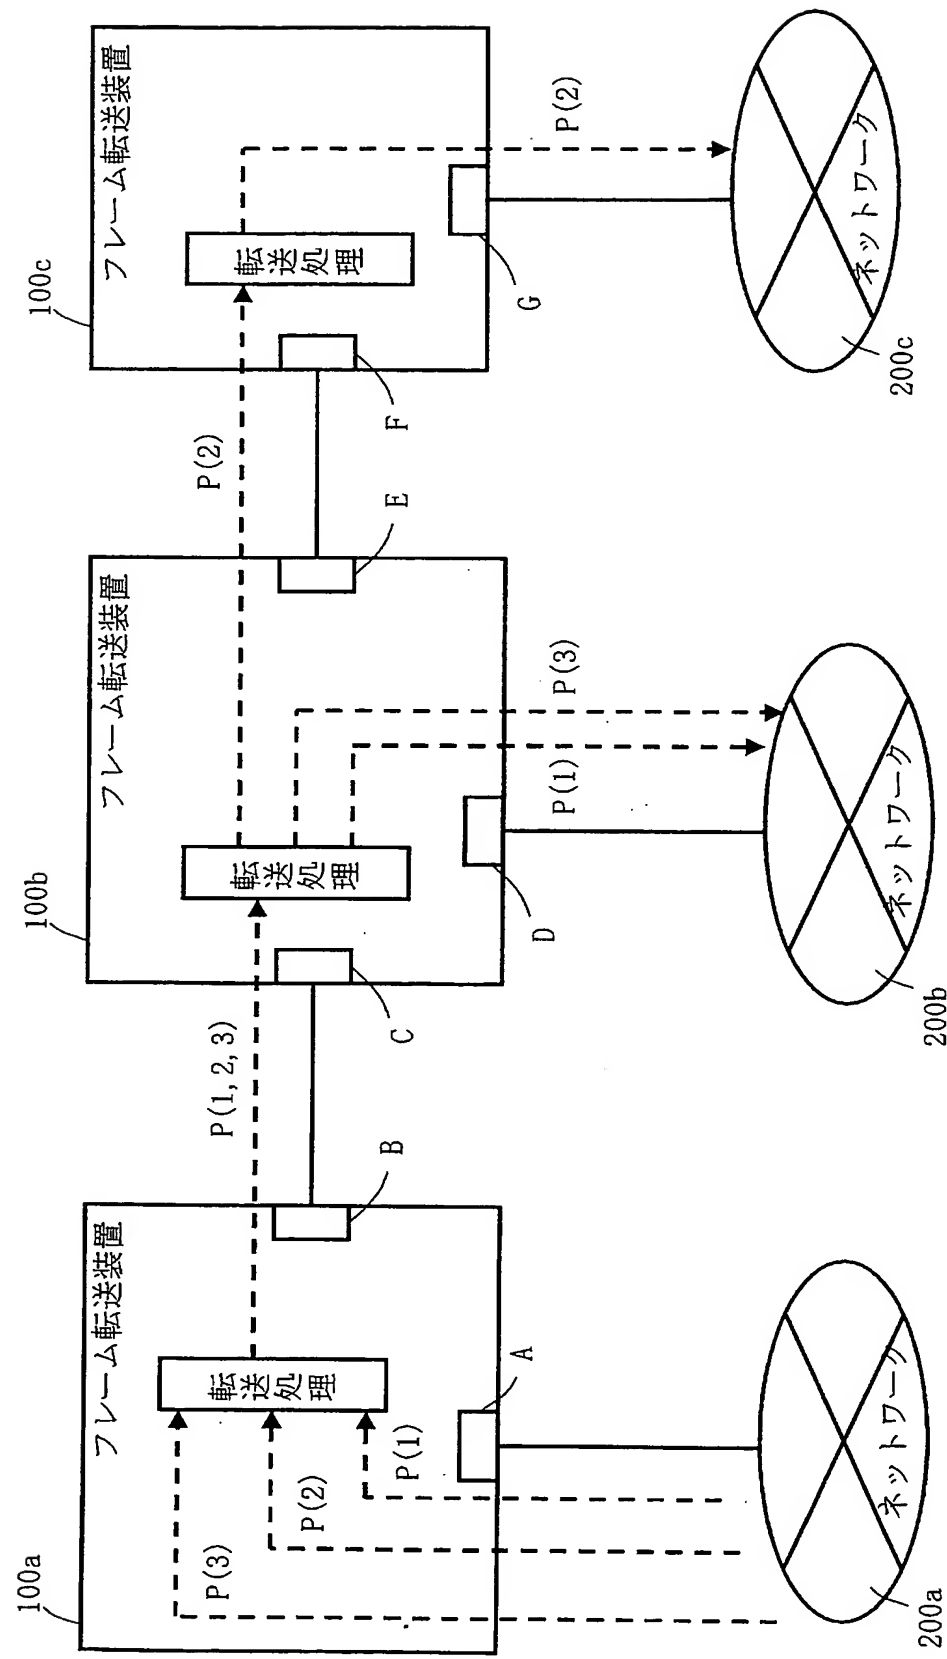 100a
フレーム転送装置
転送処理
P(3)
P(2)
P(1)
A
B
200a
ネットワーク
P(1,2,3)
100b
フレーム転送装置
転送処理
C
D
E
P(1)
P(3)
200b
ネットワーク
P(2)
100c
フレーム転送装置
転送処理
F
G
P(2)
200c
ネットワーク